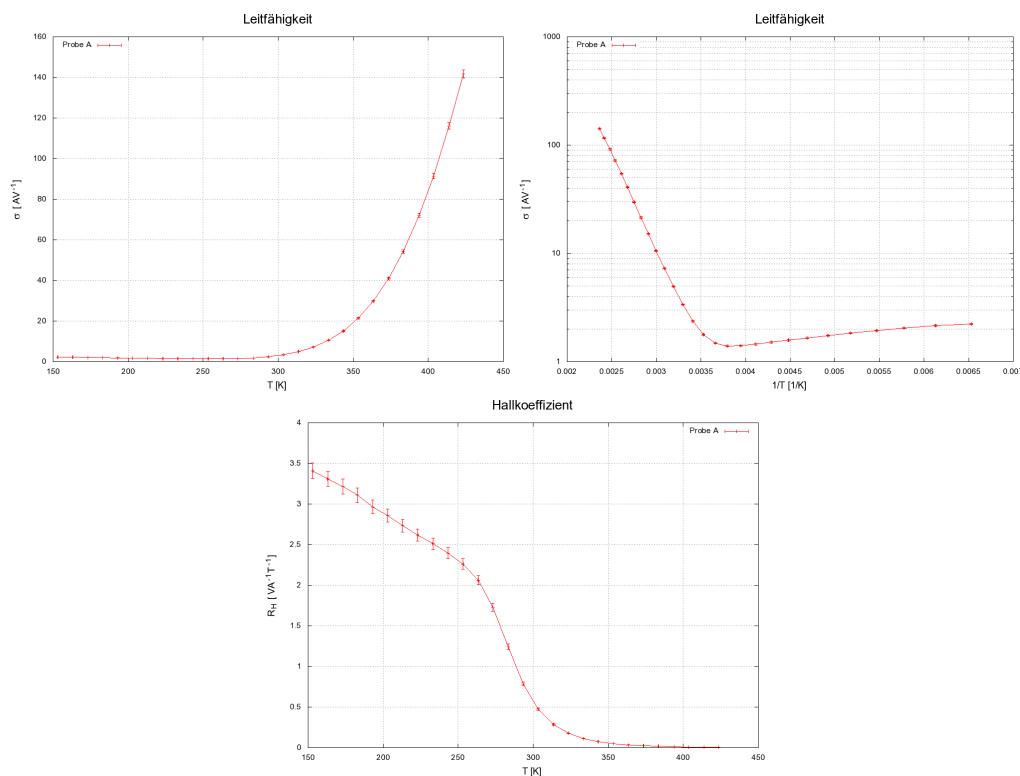 Leitfähigkeit
160
140
120
100
80
60
40
20
0
σ [ AV⁻¹]
Probe A
150 200 250 300 350 400 450
T [K]
Leitfähigkeit
1000
100
10
1
σ [ AV⁻¹]
Probe A
0.002 0.0025 0.003 0.0035 0.004 0.0045 0.005 0.0055 0.006 0.0065 0.007
1/T [1/K]
Hallkoeffizient
4
3.5
3
2.5
2
1.5
1
0.5
0
R_H [ VA⁻¹T⁻¹]
Probe A
150 200 250 300 350 400 450
T [K]